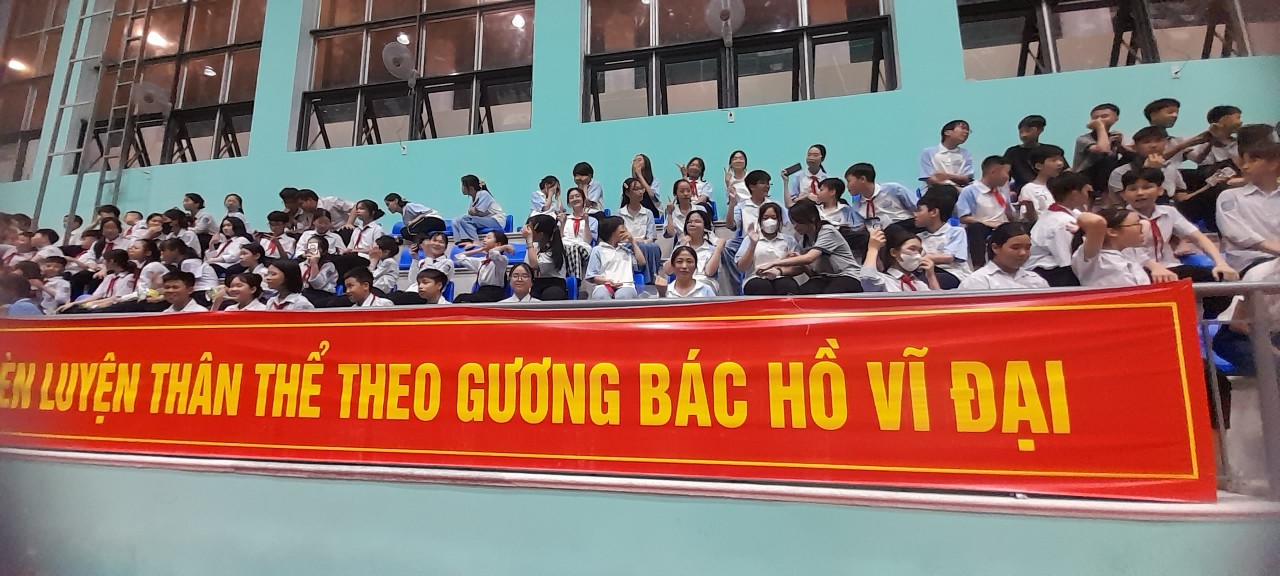 ÈN LUYỆN THÂN THỂ THEO GƯƠNG BÁC HỒ VĨ ĐẠI